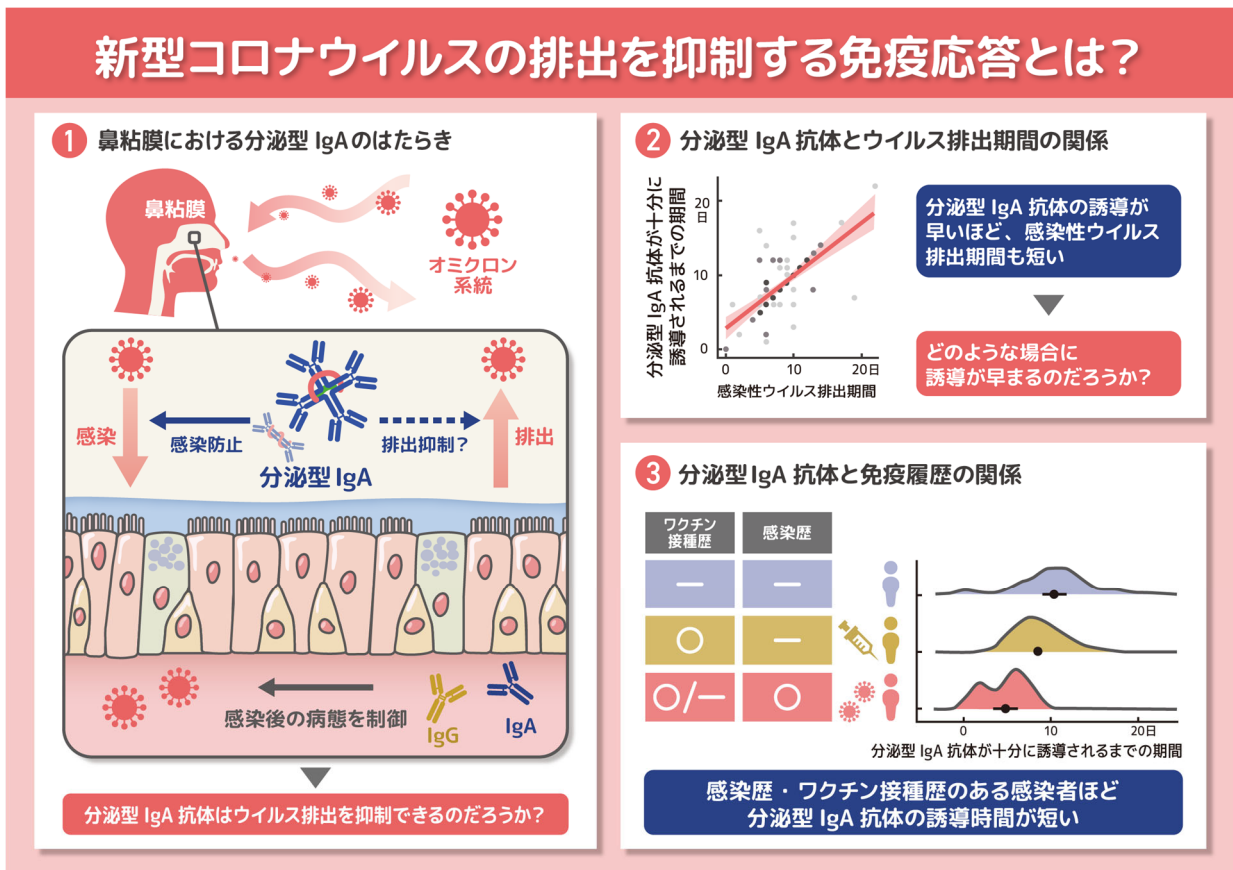 新型コロナウイルスの排出を抑制する免疫応答とは？
1 鼻粘膜における分泌型 IgAのはたらき
鼻粘膜
オミクロン
系統
感染
感染防止
排出抑制？
排出
分泌型 IgA
感染後の病態を制御
IgG
IgA
分泌型 IgA 抗体はウイルス排出を抑制できるのだろうか？
2 分泌型 IgA 抗体とウイルス排出期間の関係
分泌型 IgA 抗体が十分に
誘導されるまでの期間
20
日
10
0
0 10 20日
感染性ウイルス排出期間
分泌型 IgA 抗体の誘導が
早いほど、感染性ウイルス
排出期間も短い
どのような場合に
誘導が早まるのだろうか？
3 分泌型IgA 抗体と免疫履歴の関係
ワクチン
接種歴
感染歴
－ －
○ －
○/－ ○
0 10 20日
分泌型 IgA 抗体が十分に誘導されるまでの期間
感染歴・ワクチン接種歴のある感染者ほど
分泌型 IgA 抗体の誘導時間が短い